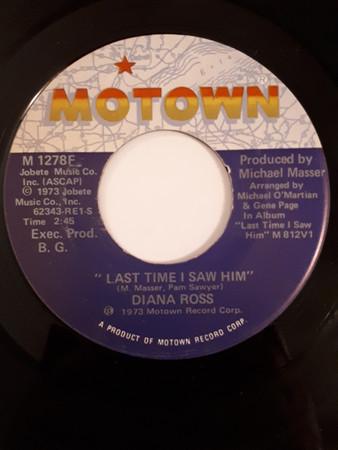 MOTOWN
M 1278F
Jobete Music Co.
Inc. (ASCAP)
℗ 1973 Jobete
Music Co., Inc.
62343-RE1-S
Time 2:45
Exec. Prod.
B. G.
Produced by
Michael Masser
Arranged by
Michael O'Martian
& Gene Page
In Album
"Last Time I Saw
Him" M 812V1
" LAST TIME I SAW HIM"
(M. Masser, Pam Sawyer)
DIANA ROSS
℗ 1973 Motown Record Corp.
A PRODUCT OF MOTOWN RECORD CORP.